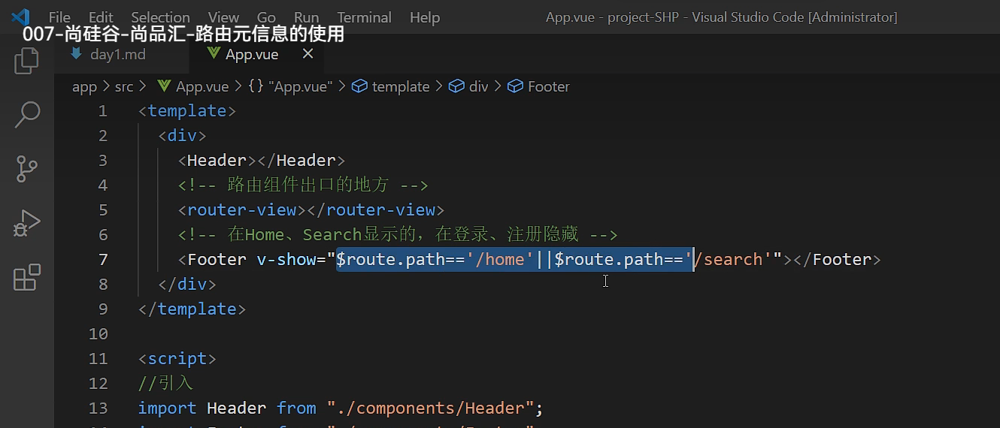 File Edit Selection View Go Run Terminal Help App.vue - project-SHP - Visual Studio Code [Administrator]
007-尚硅谷-尚品汇-路由元信息的使用
day1.md App.vue
app > src > App.vue > {} "App.vue" > template > div > Footer
1 <template>
2 <div>
3 <Header></Header>
4 <!-- 路由组件出口的地方 -->
5 <router-view></router-view>
6 <!-- 在Home、Search显示的，在登录、注册隐藏 -->
7 <Footer v-show="$route.path=='/home'||$route.path=='/search'"></Footer>
8 </div>
9 </template>
10
11 <script>
12 //引入
13 import Header from "./components/Header";